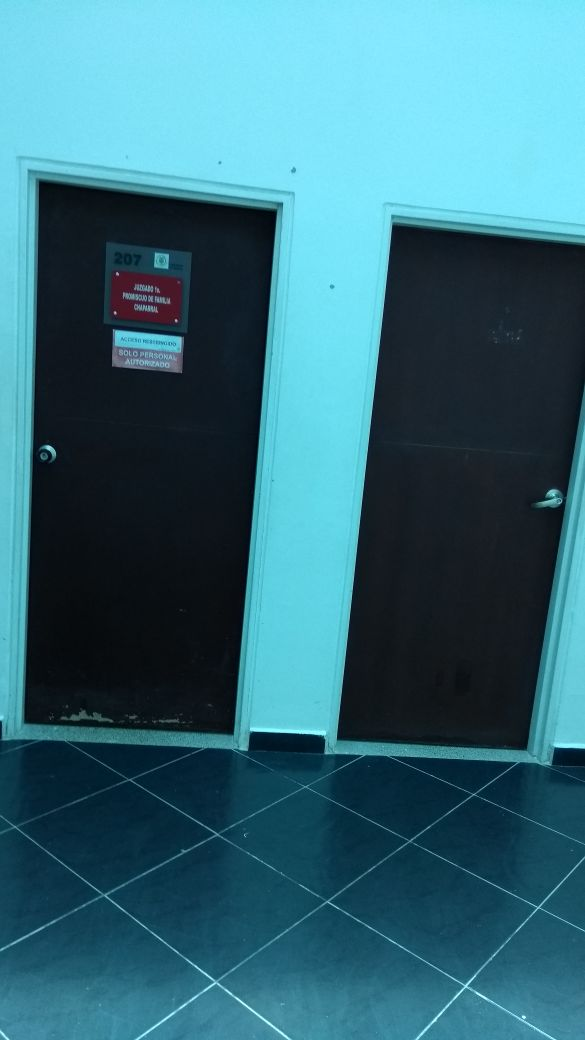 207
JUZGADO 1o.
PROMISCUO DE FAMILIA
CHAPARRAL
ACCESO RESTRINGIDO
SOLO PERSONAL
AUTORIZADO